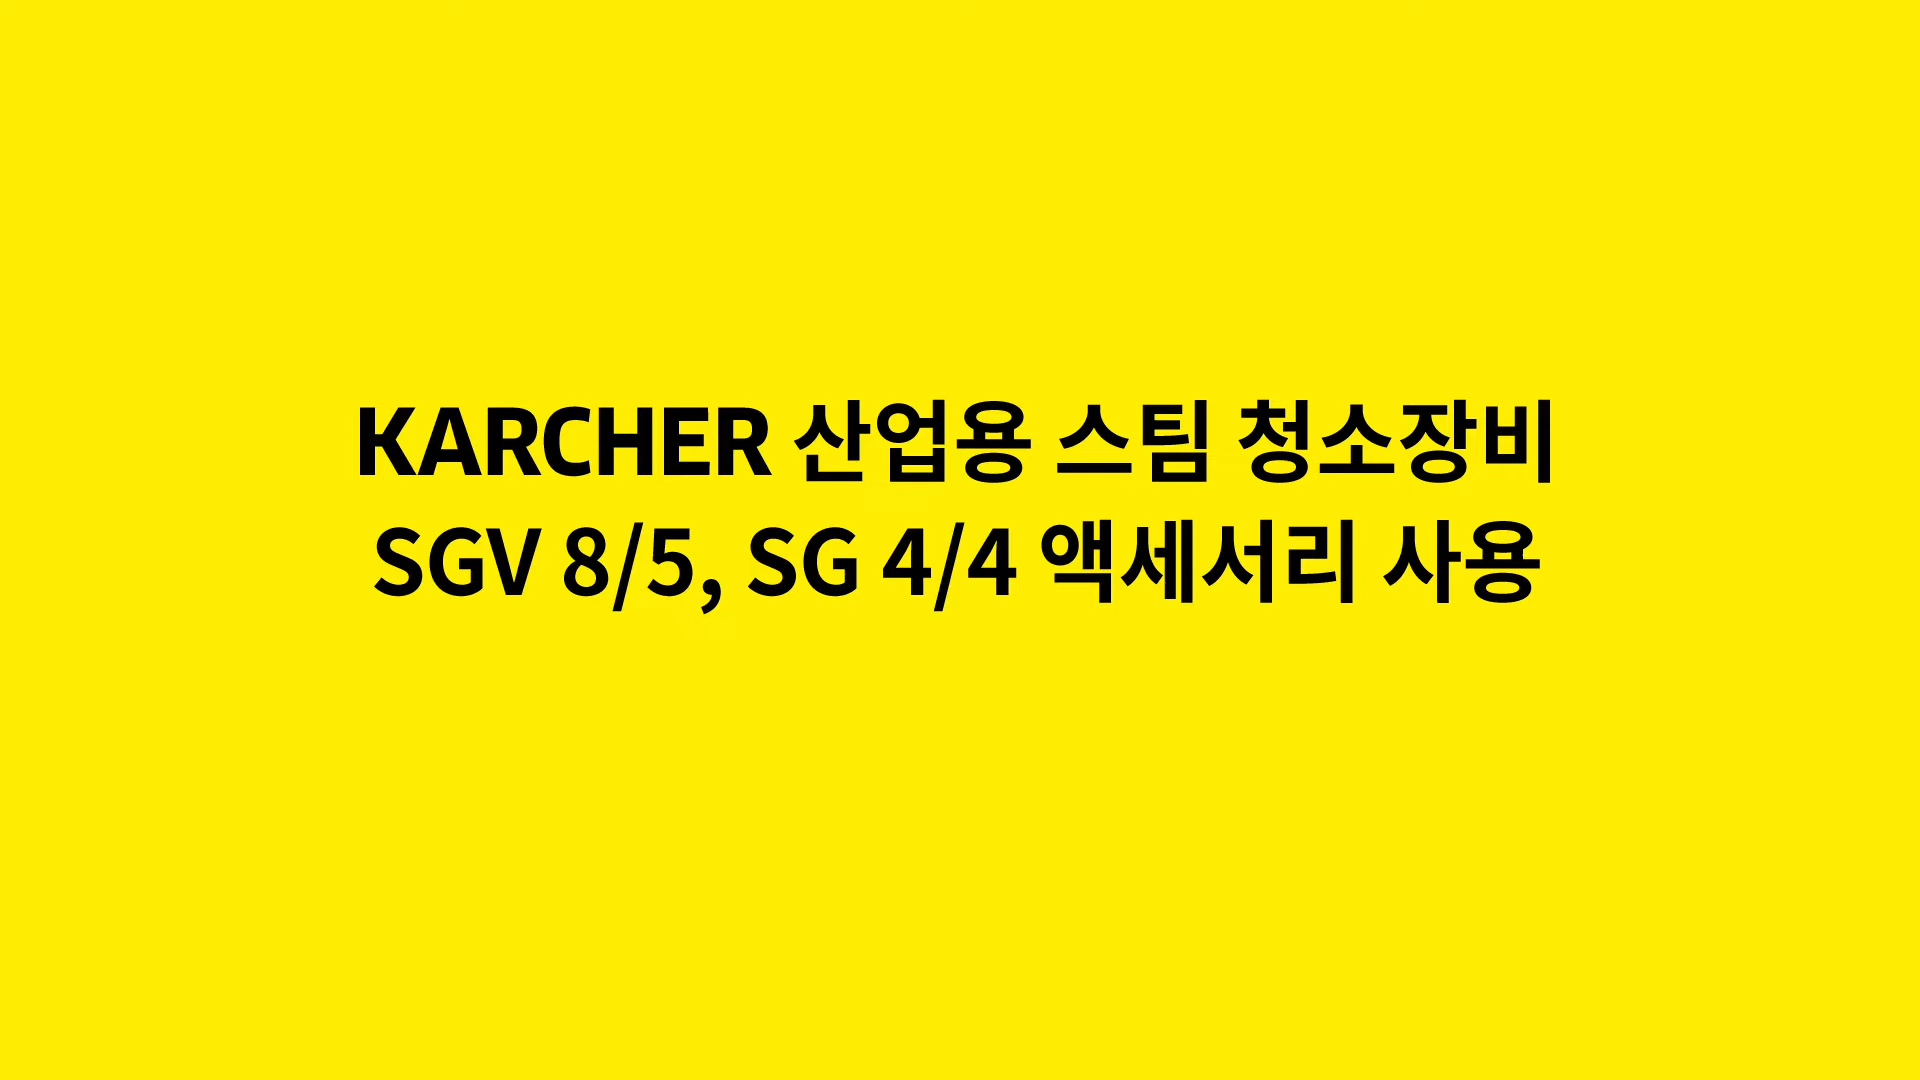 KARCHER 산업용 스팀 청소장비
SGV 8/5, SG 4/4 액세서리 사용